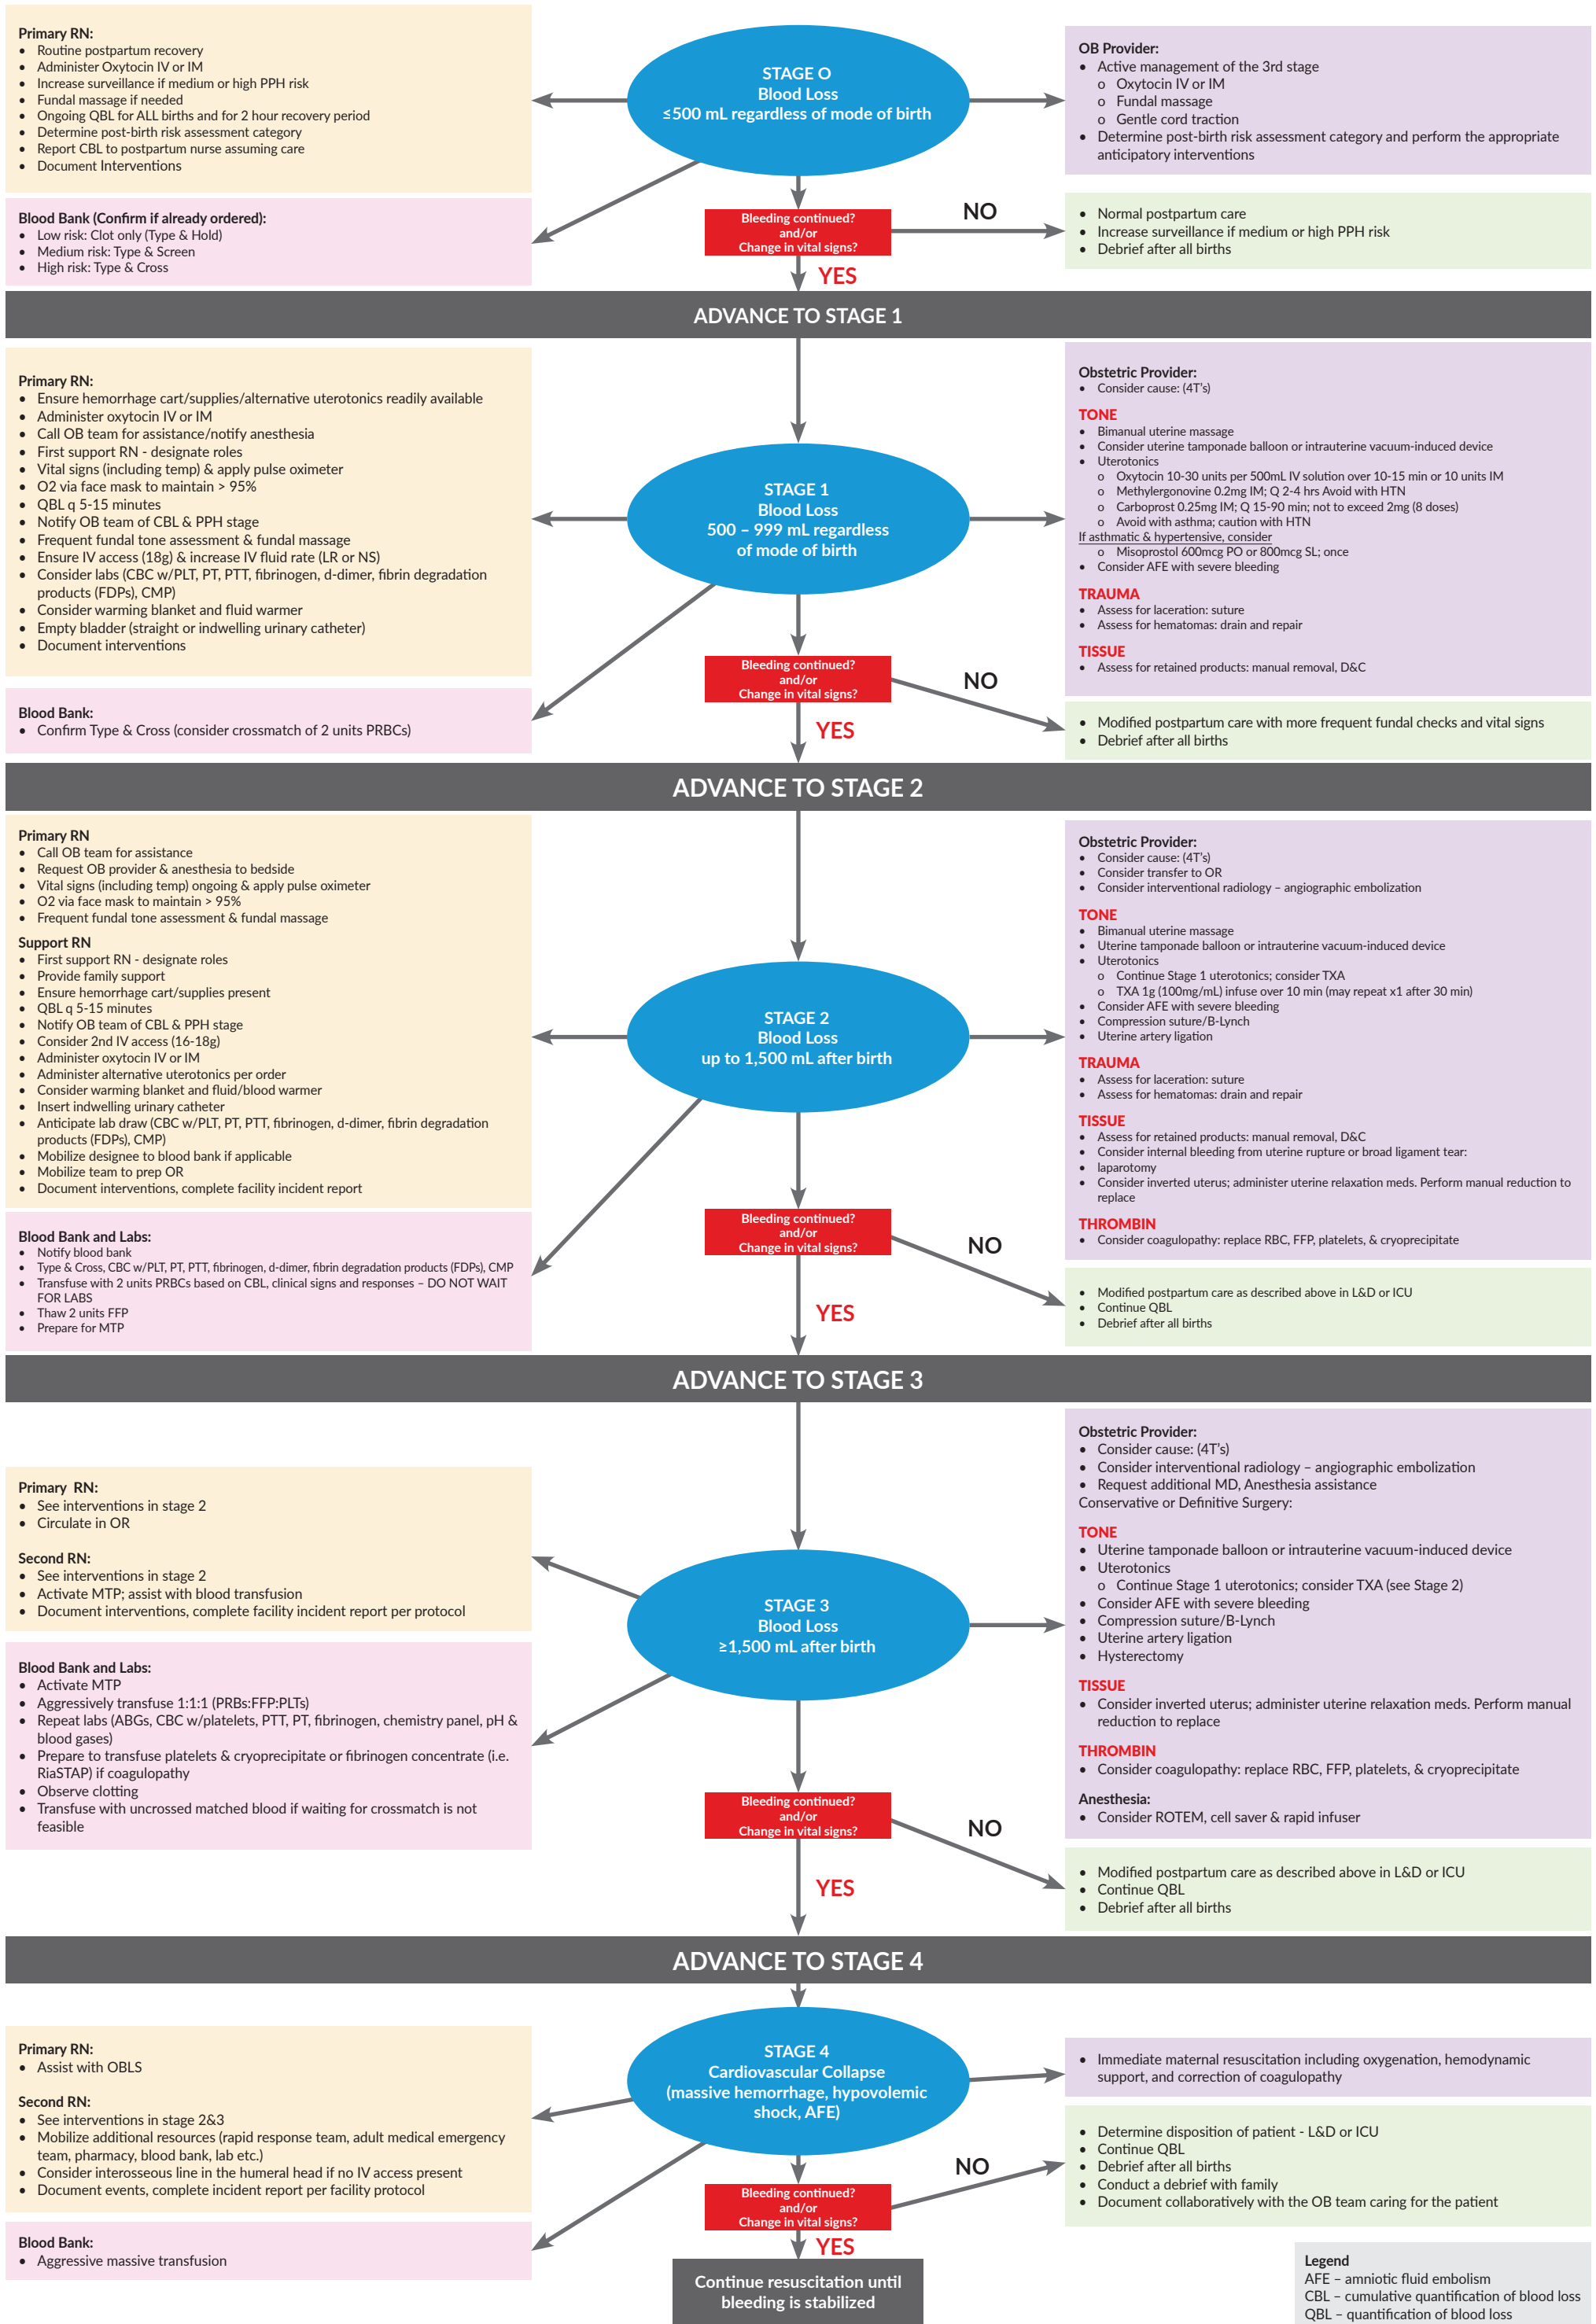 Primary RN:
• Routine postpartum recovery
• Administer Oxytocin IV or IM
• Increase surveillance if medium or high PPH risk
• Fundal massage if needed
• Ongoing QBL for ALL births and for 2 hour recovery period
• Determine post-birth risk assessment category
• Report CBL to postpartum nurse assuming care
• Document Interventions
STAGE O
Blood Loss
≤500 mL regardless of mode of birth
OB Provider:
• Active management of the 3rd stage
o Oxytocin IV or IM
o Fundal massage
o Gentle cord traction
• Determine post-birth risk assessment category and perform the appropriate
anticipatory interventions
Blood Bank (Confirm if already ordered):
• Low risk: Clot only (Type & Hold)
• Medium risk: Type & Screen
• High risk: Type & Cross
Bleeding continued?
and/or
Change in vital signs?
NO
YES
• Normal postpartum care
• Increase surveillance if medium or high PPH risk
• Debrief after all births
ADVANCE TO STAGE 1
Primary RN:
• Ensure hemorrhage cart/supplies/alternative uterotonics readily available
• Administer oxytocin IV or IM
• Call OB team for assistance/notify anesthesia
• First support RN - designate roles
• Vital signs (including temp) & apply pulse oximeter
• O2 via face mask to maintain > 95%
• QBL q 5-15 minutes
• Notify OB team of CBL & PPH stage
• Frequent fundal tone assessment & fundal massage
• Ensure IV access (18g) & increase IV fluid rate (LR or NS)
• Consider labs (CBC w/PLT, PT, PTT, fibrinogen, d-dimer, fibrin degradation
products (FDPs), CMP)
• Consider warming blanket and fluid warmer
• Empty bladder (straight or indwelling urinary catheter)
• Document interventions
STAGE 1
Blood Loss
500 – 999 mL regardless
of mode of birth
Obstetric Provider:
• Consider cause: (4T's)
TONE
• Bimanual uterine massage
• Consider uterine tamponade balloon or intrauterine vacuum-induced device
• Uterotonics
o Oxytocin 10-30 units per 500mL IV solution over 10-15 min or 10 units IM
o Methylergonovine 0.2mg IM; Q 2-4 hrs Avoid with HTN
o Carboprost 0.25mg IM; Q 15-90 min; not to exceed 2mg (8 doses)
o Avoid with asthma; caution with HTN
If asthmatic & hypertensive, consider
o Misoprostol 600mcg PO or 800mcg SL; once
• Consider AFE with severe bleeding
TRAUMA
• Assess for laceration: suture
• Assess for hematomas: drain and repair
TISSUE
• Assess for retained products: manual removal, D&C
Blood Bank:
• Confirm Type & Cross (consider crossmatch of 2 units PRBCs)
Bleeding continued?
and/or
Change in vital signs?
NO
YES
• Modified postpartum care with more frequent fundal checks and vital signs
• Debrief after all births
ADVANCE TO STAGE 2
Primary RN
• Call OB team for assistance
• Request OB provider & anesthesia to bedside
• Vital signs (including temp) ongoing & apply pulse oximeter
• O2 via face mask to maintain > 95%
• Frequent fundal tone assessment & fundal massage
Support RN
• First support RN - designate roles
• Provide family support
• Ensure hemorrhage cart/supplies present
• QBL q 5-15 minutes
• Notify OB team of CBL & PPH stage
• Consider 2nd IV access (16-18g)
• Administer oxytocin IV or IM
• Administer alternative uterotonics per order
• Consider warming blanket and fluid/blood warmer
• Insert indwelling urinary catheter
• Anticipate lab draw (CBC w/PLT, PT, PTT, fibrinogen, d-dimer, fibrin degradation
products (FDPs), CMP)
• Mobilize designee to blood bank if applicable
• Mobilize team to prep OR
• Document interventions, complete facility incident report
STAGE 2
Blood Loss
up to 1,500 mL after birth
Obstetric Provider:
• Consider cause: (4T's)
• Consider transfer to OR
• Consider interventional radiology – angiographic embolization
TONE
• Bimanual uterine massage
• Uterine tamponade balloon or intrauterine vacuum-induced device
• Uterotonics
o Continue Stage 1 uterotonics; consider TXA
o TXA 1g (100mg/mL) infuse over 10 min (may repeat x1 after 30 min)
• Consider AFE with severe bleeding
• Compression suture/B-Lynch
• Uterine artery ligation
TRAUMA
• Assess for laceration: suture
• Assess for hematomas: drain and repair
TISSUE
• Assess for retained products: manual removal, D&C
• Consider internal bleeding from uterine rupture or broad ligament tear:
• laparotomy
• Consider inverted uterus; administer uterine relaxation meds. Perform manual reduction to
replace
THROMBIN
• Consider coagulopathy: replace RBC, FFP, platelets, & cryoprecipitate
Blood Bank and Labs:
• Notify blood bank
• Type & Cross, CBC w/PLT, PT, PTT, fibrinogen, d-dimer, fibrin degradation products (FDPs), CMP
• Transfuse with 2 units PRBCs based on CBL, clinical signs and responses – DO NOT WAIT
FOR LABS
• Thaw 2 units FFP
• Prepare for MTP
Bleeding continued?
and/or
Change in vital signs?
NO
YES
• Modified postpartum care as described above in L&D or ICU
• Continue QBL
• Debrief after all births
ADVANCE TO STAGE 3
Primary RN:
• See interventions in stage 2
• Circulate in OR
Second RN:
• See interventions in stage 2
• Activate MTP; assist with blood transfusion
• Document interventions, complete facility incident report per protocol
STAGE 3
Blood Loss
≥1,500 mL after birth
Obstetric Provider:
• Consider cause: (4T's)
• Consider interventional radiology – angiographic embolization
• Request additional MD, Anesthesia assistance
Conservative or Definitive Surgery:
TONE
• Uterine tamponade balloon or intrauterine vacuum-induced device
• Uterotonics
o Continue Stage 1 uterotonics; consider TXA (see Stage 2)
• Consider AFE with severe bleeding
• Compression suture/B-Lynch
• Uterine artery ligation
• Hysterectomy
TISSUE
• Consider inverted uterus; administer uterine relaxation meds. Perform manual
reduction to replace
THROMBIN
• Consider coagulopathy: replace RBC, FFP, platelets, & cryoprecipitate
Anesthesia:
• Consider ROTEM, cell saver & rapid infuser
Blood Bank and Labs:
• Activate MTP
• Aggressively transfuse 1:1:1 (PRBs:FFP:PLTs)
• Repeat labs (ABGs, CBC w/platelets, PTT, PT, fibrinogen, chemistry panel, pH &
blood gases)
• Prepare to transfuse platelets & cryoprecipitate or fibrinogen concentrate (i.e.
RiaSTAP) if coagulopathy
• Observe clotting
• Transfuse with uncrossed matched blood if waiting for crossmatch is not
feasible
Bleeding continued?
and/or
Change in vital signs?
NO
YES
• Modified postpartum care as described above in L&D or ICU
• Continue QBL
• Debrief after all births
ADVANCE TO STAGE 4
Primary RN:
• Assist with OBLS
Second RN:
• See interventions in stage 2&3
• Mobilize additional resources (rapid response team, adult medical emergency
team, pharmacy, blood bank, lab etc.)
• Consider interosseous line in the humeral head if no IV access present
• Document events, complete incident report per facility protocol
STAGE 4
Cardiovascular Collapse
(massive hemorrhage, hypovolemic
shock, AFE)
• Immediate maternal resuscitation including oxygenation, hemodynamic
support, and correction of coagulopathy
Blood Bank:
• Aggressive massive transfusion
Bleeding continued?
and/or
Change in vital signs?
NO
YES
• Determine disposition of patient - L&D or ICU
• Continue QBL
• Debrief after all births
• Conduct a debrief with family
• Document collaboratively with the OB team caring for the patient
Continue resuscitation until
bleeding is stabilized
Legend
AFE – amniotic fluid embolism
CBL – cumulative quantification of blood loss
QBL – quantification of blood loss